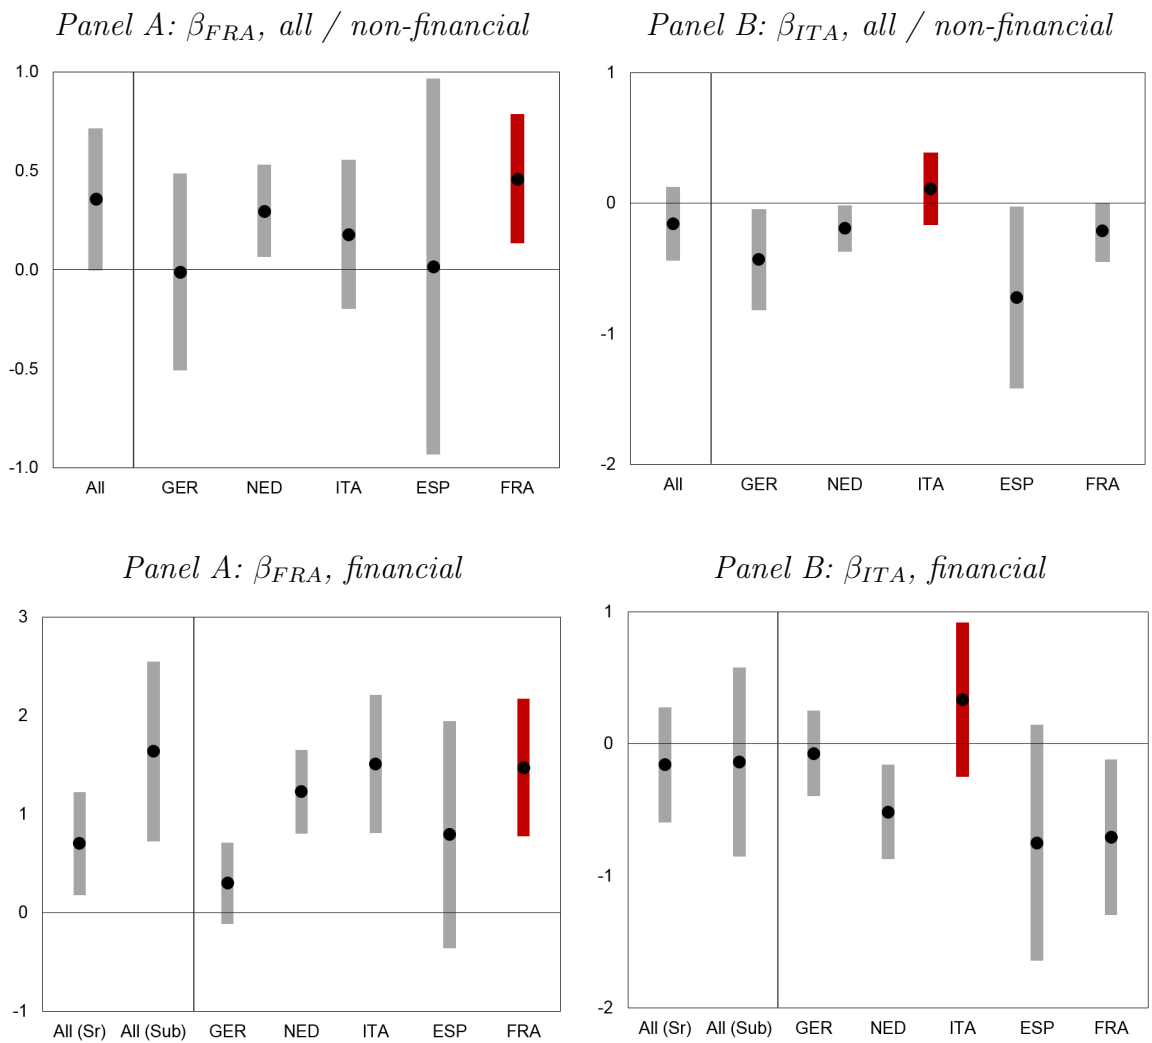 Panel A: β_FRA, all / non-financial
1.0
0.5
0.0
-0.5
-1.0
All GER NED ITA ESP FRA
Panel B: β_ITA, all / non-financial
1
0
-1
-2
All GER NED ITA ESP FRA
Panel A: β_FRA, financial
3
2
1
0
-1
All (Sr) All (Sub) GER NED ITA ESP FRA
Panel B: β_ITA, financial
1
0
-1
-2
All (Sr) All (Sub) GER NED ITA ESP FRA